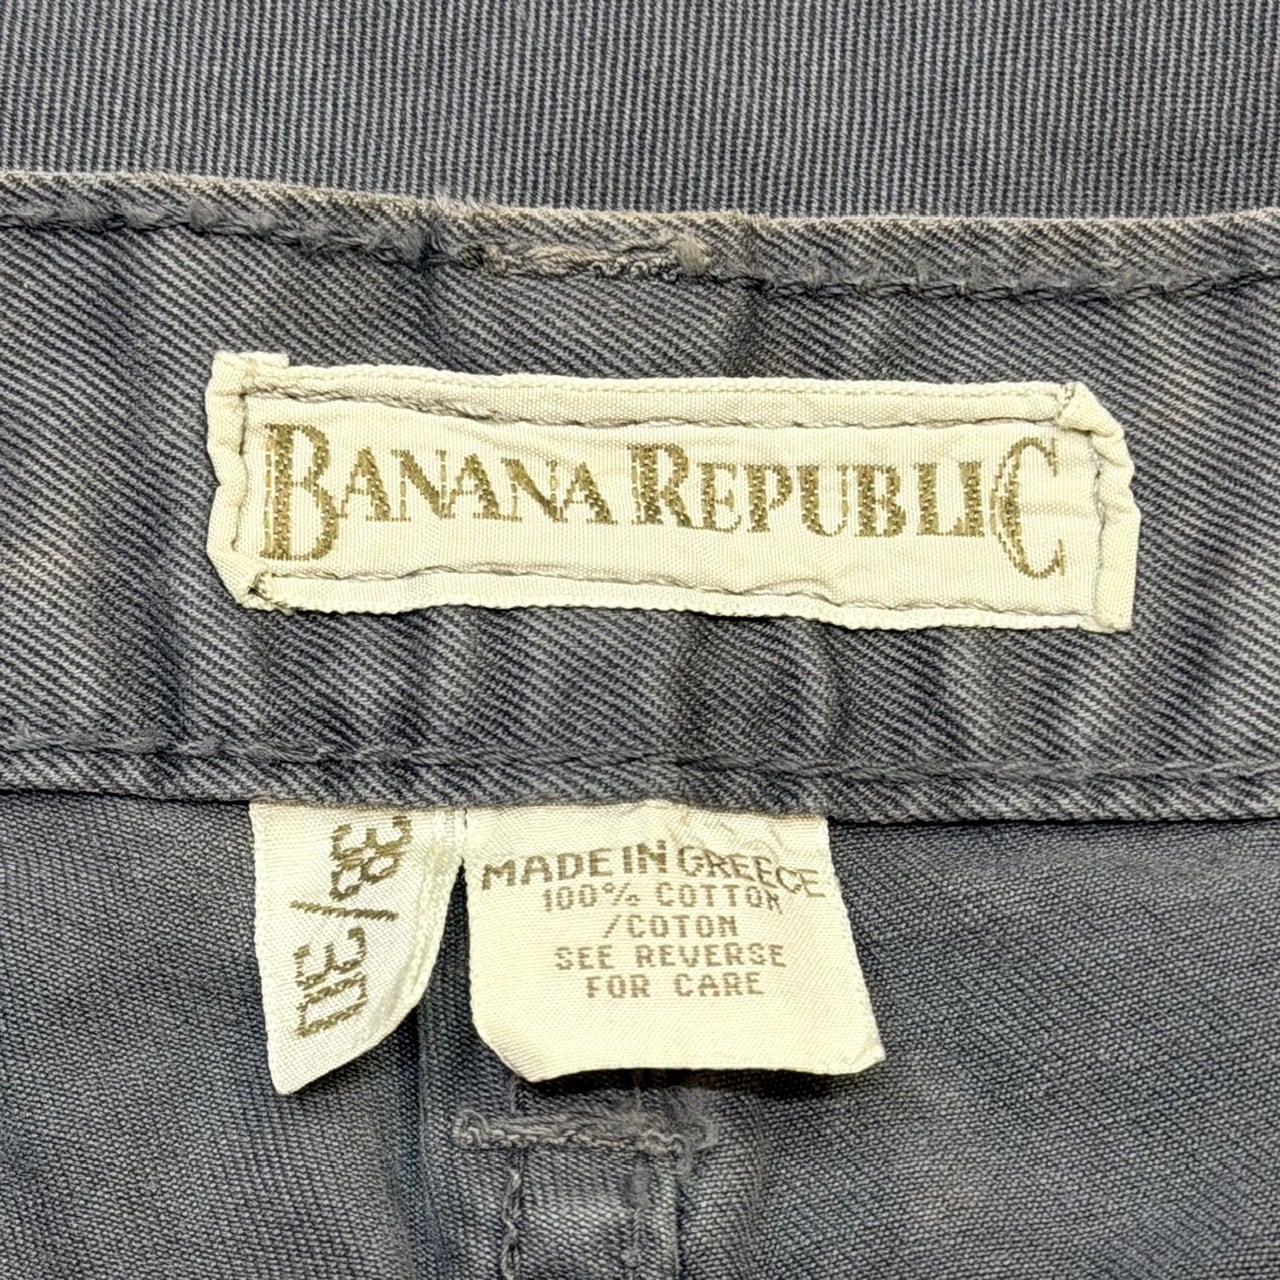 BANANA REPUBLIC
38/30
MADE IN GREECE
100% COTTON
/COTON
SEE REVERSE
FOR CARE